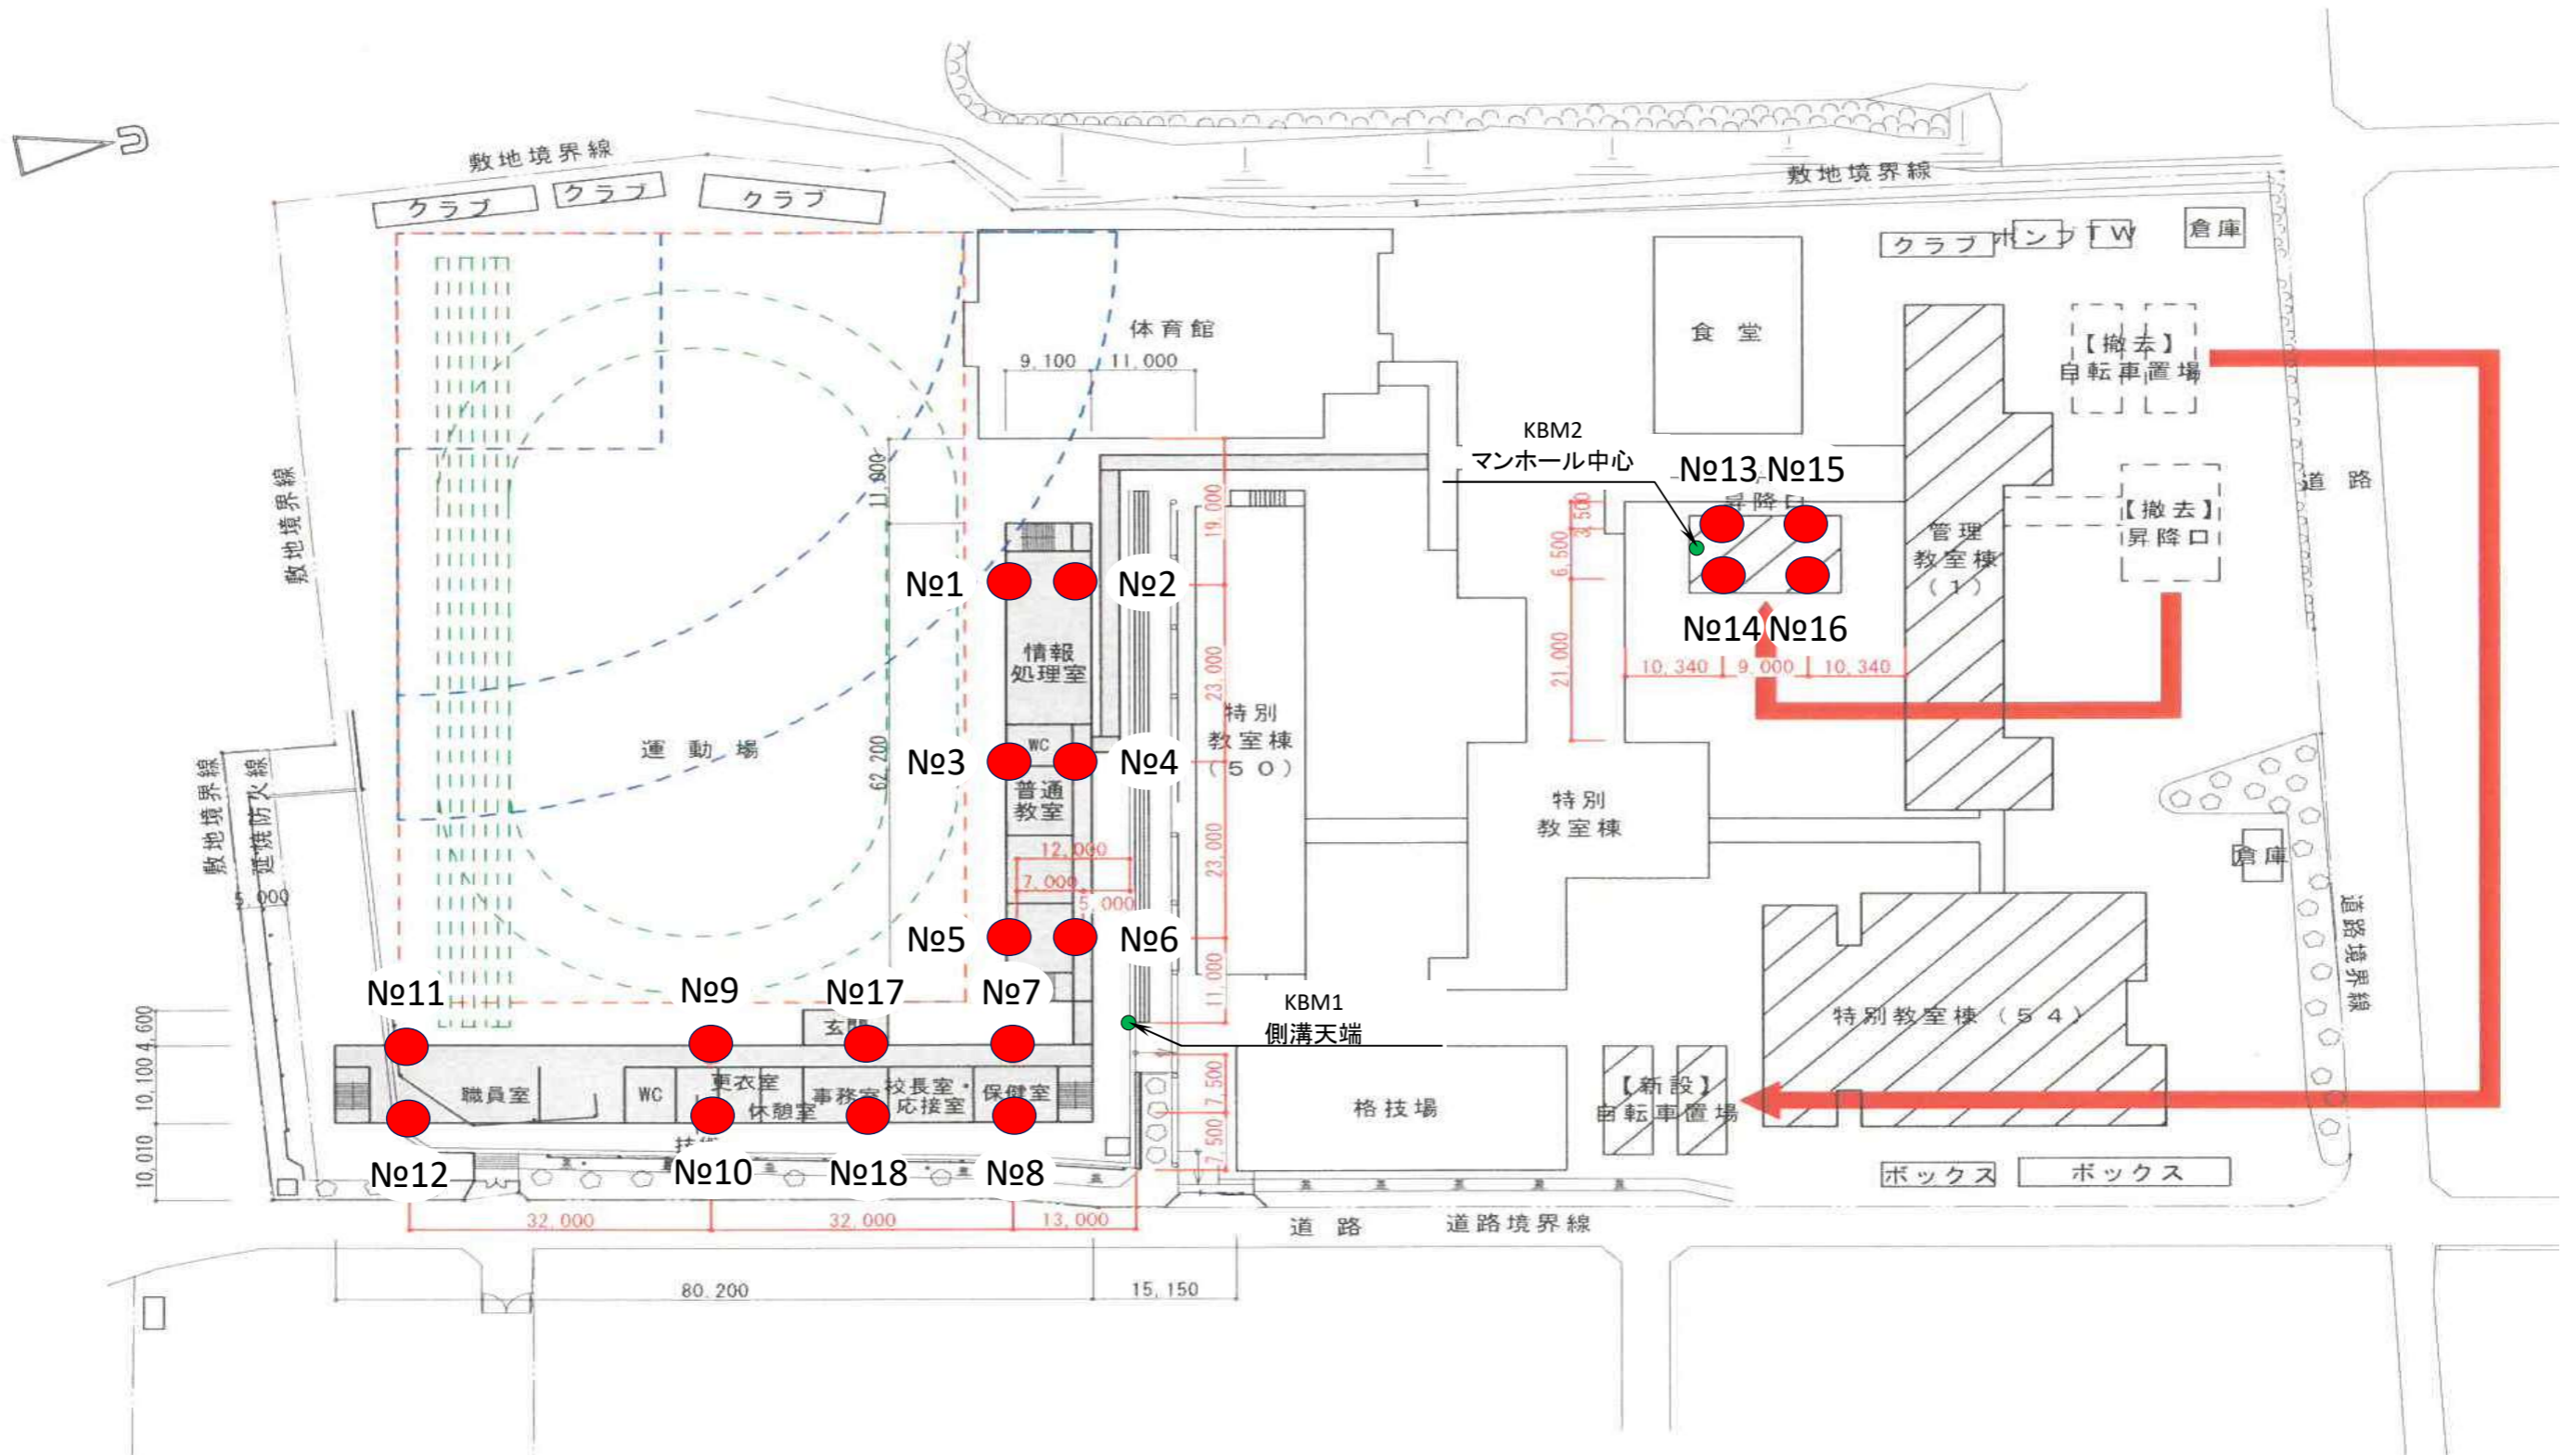 敷地境界線
クラブ
クラブ
クラブ
敷地境界線
クラブ
ポンプ
TW
倉庫
体育館
9,100
11,000
食堂
【撤去】
自転車置場
KBM2
マンホール中心
№13
№15
昇降口
道路
敷地境界線
11,800
19,000
3,500
6,500
管理
教室棟
(1)
【撤去】
昇降口
№1
№2
№14
№16
情報
処理室
23,000
21,000
10,340
9,000
10,340
特別
教室棟
(50)
運動場
62,200
WC
№3
№4
普通
教室
特別
教室棟
敷地境界線
延焼防火線
5,000
12,000
7,000
5,000
23,000
倉庫
№5
№6
道路境界線
11,000
№11
№9
№17
№7
KBM1
側溝天端
特別教室棟(54)
4,600
玄関
10,100
職員室
WC
更衣室
休憩室
事務室
校長室・
応接室
保健室
7,500
格技場
【新設】
自転車置場
10,010
7,500
№12
№10
№18
№8
ボックス
ボックス
32,000
32,000
13,000
道路
道路境界線
80,200
15,150